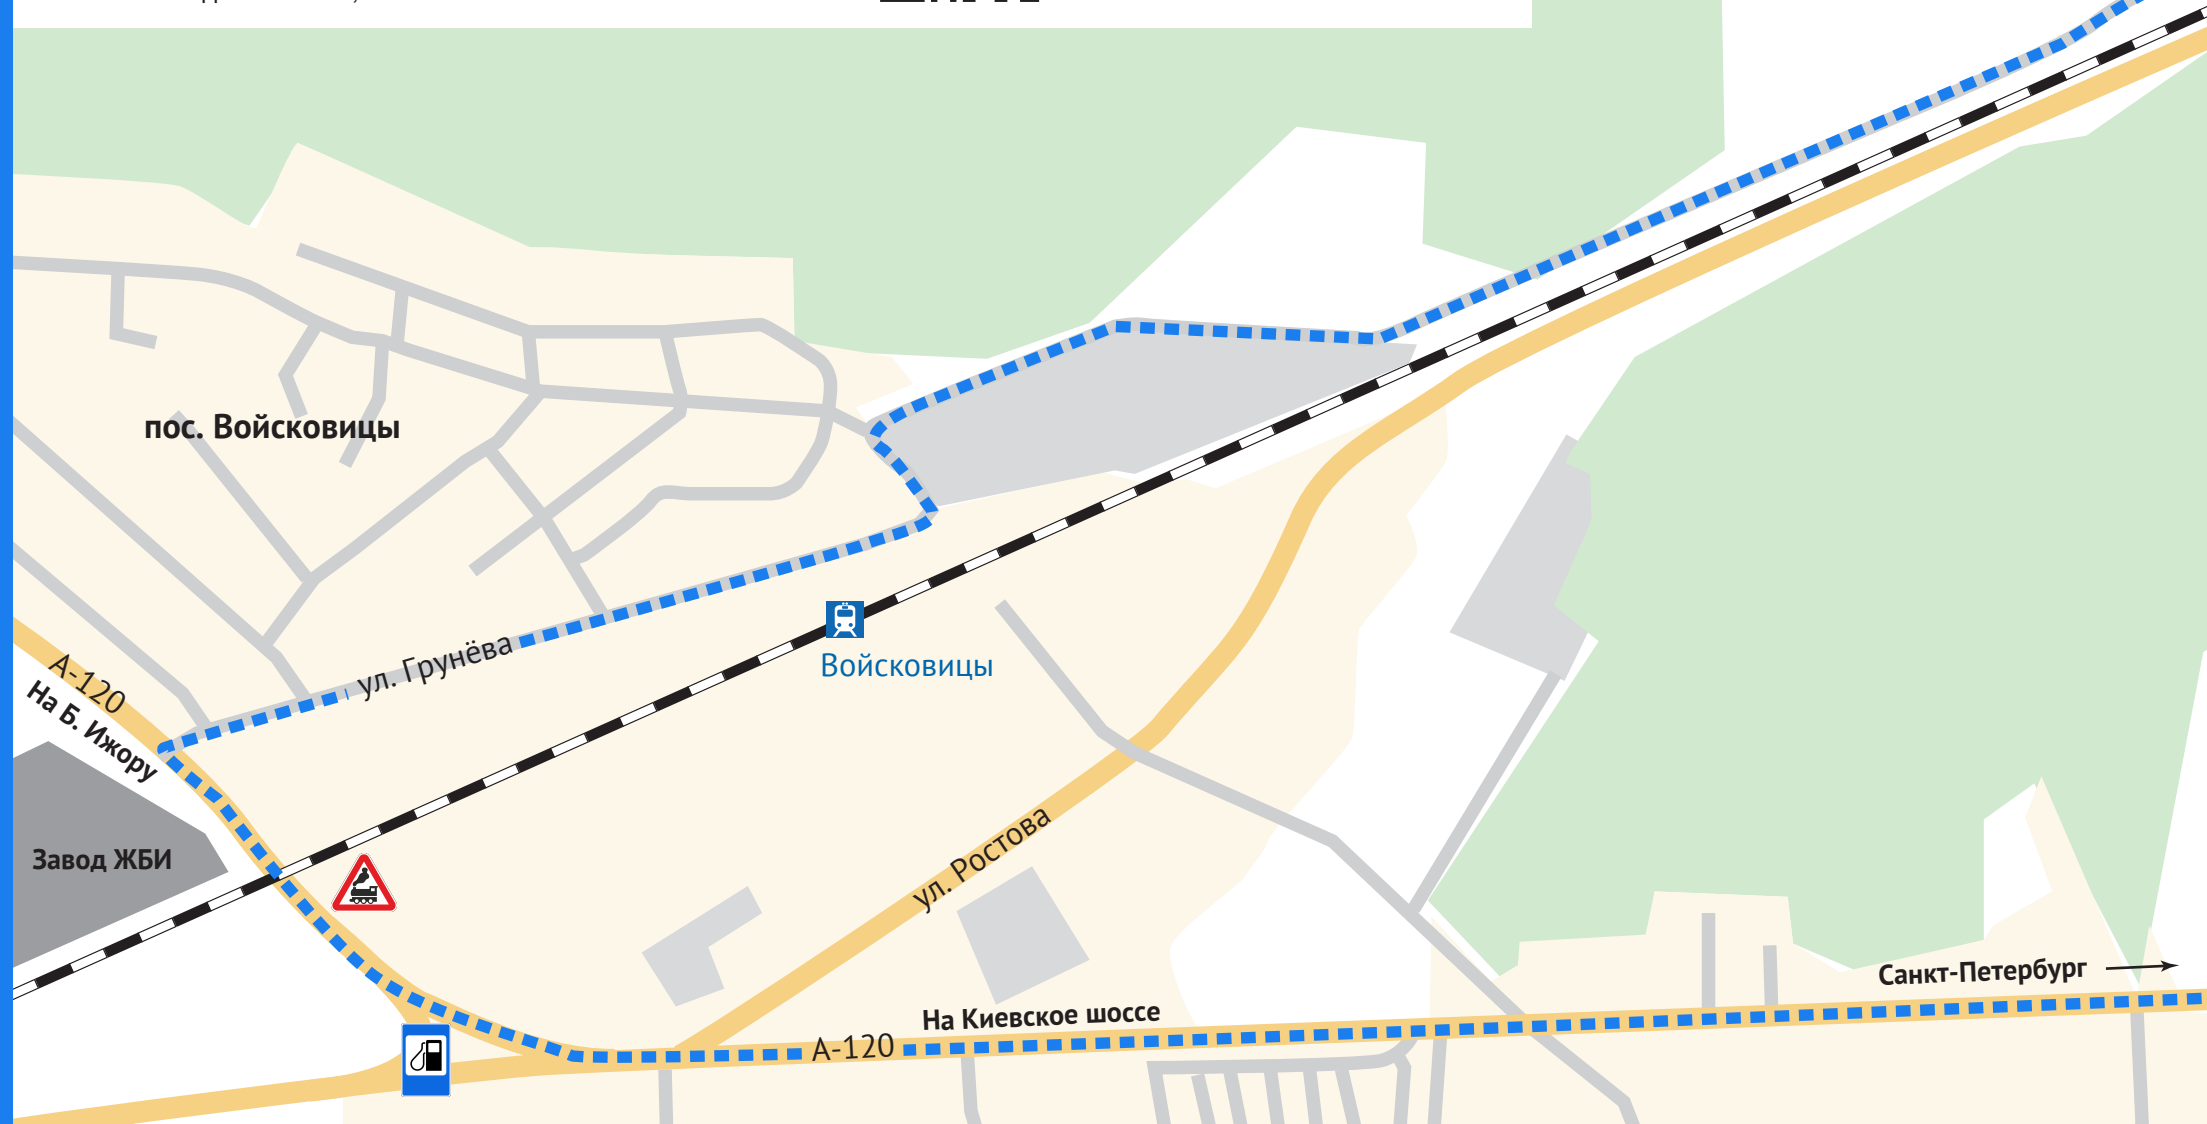 пос. Войсковицы
А-120
На Б. Ижору
ул. Грунёва
Войсковицы
Завод ЖБИ
ул. Ростова
На Киевское шоссе
А-120
Санкт-Петербург